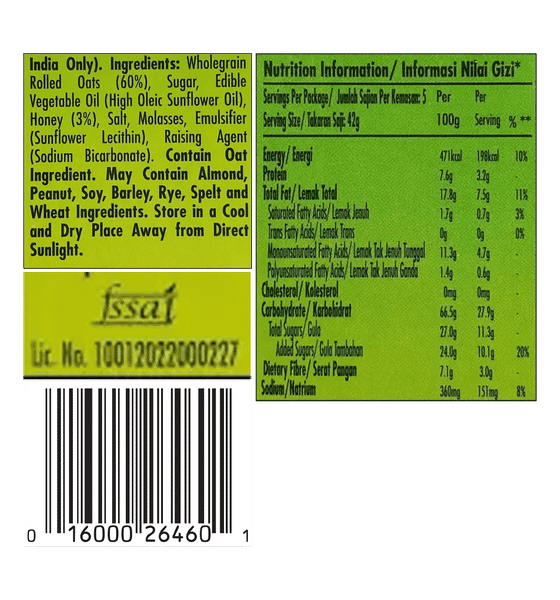 India Only). Ingredients: Wholegrain
Rolled Oats (60%), Sugar, Edible
Vegetable Oil (High Oleic Sunflower Oil),
Honey (3%), Salt, Molasses, Emulsifier
(Sunflower Lecithin), Raising Agent
(Sodium Bicarbonate). Contain Oat
Ingredient. May Contain Almond,
Peanut, Soy, Barley, Rye, Spelt and
Wheat Ingredients. Store in a Cool
and Dry Place Away from Direct
Sunlight.
fssai
Lic. No. 10012022000227
0 16000 26460 1
Nutrition Information/ Informasi Nilai Gizi*
Servings Per Package/ Jumlah Sajian Per Kemasan: 5 Per Per
Serving Size/ Takaran Saji: 42g 100g Serving % **
Energy/ Energi 471kcal 198kcal 10%
Protein 7.6g 3.2g -
Total Fat/ Lemak Total 17.8g 7.5g 11%
Saturated Fatty Acids/ Lemak Jenuh 1.7g 0.7g 3%
Trans Fatty Acids/ Lemak Trans 0g 0g 0%
Monounsaturated Fatty Acids/ Lemak Tak Jenuh Tunggal 11.3g 4.7g -
Polyunsaturated Fatty Acids/ Lemak Tak Jenuh Ganda 1.4g 0.6g -
Cholesterol/ Kolesterol 0mg 0mg -
Carbohydrate/ Karbohidrat 66.5g 27.9g -
Total Sugars/ Gula 27.0g 11.3g -
Added Sugars/ Gula Tambahan 24.0g 10.1g 20%
Dietary Fibre/ Serat Pangan 7.1g 3.0g -
Sodium/Natrium 360mg 151mg 8%